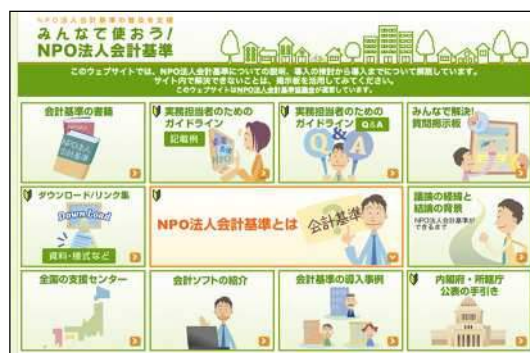 NPO法人会計基準の普及を支援
みんなで使おう!
NPO法人会計基準
このウェブサイトでは、NPO法人会計基準についての説明、導入の検討から導入までについて解説しています。
サイト内で解決できないことは、掲示板を活用してみてください。
このウェブサイトはNPO会計基準協議会が運営しています。
会計基準の書籍
NPO法人
会計基準
実務担当者のための
ガイドライン
記載例
実務担当者のための
ガイドライン Q&A
Q&A
みんなで解決!
質問掲示板
ダウンロード/リンク集
Down Load
資料・様式など
NPO法人会計基準とは
会計基準
議論の経緯と
結論の背景
NPO法人会計基準が
できるまで
全国の支援センター
会計ソフトの紹介
会計基準の導入事例
内閣府・所轄庁
公表の手引き